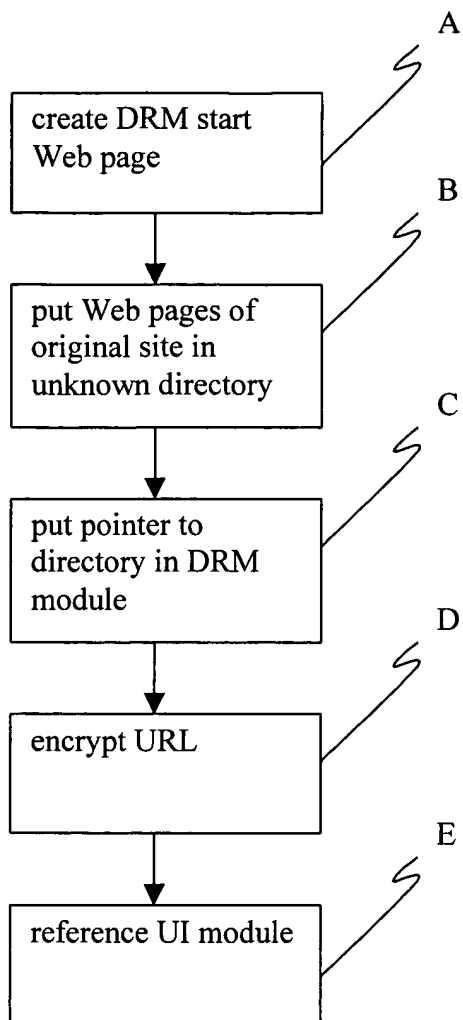 A
create DRM start
Web page
B
put Web pages of
original site in
unknown directory
C
put pointer to
directory in DRM
module
D
encrypt URL
E
reference UI module